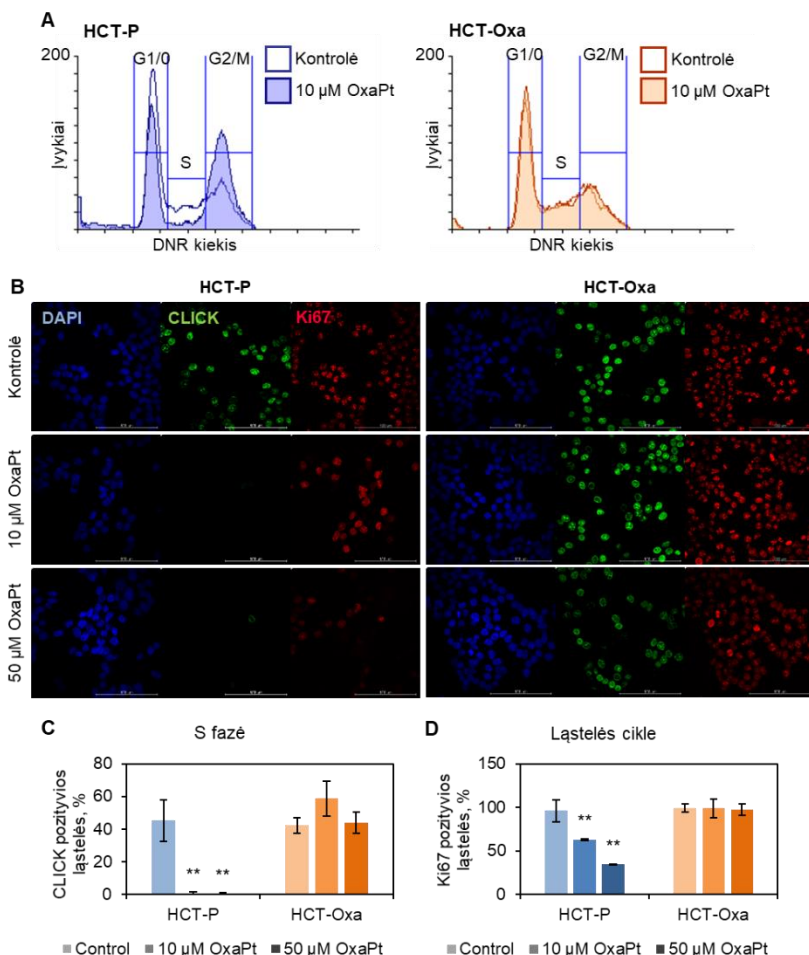 A
HCT-P
200
G1/0
G2/M
S
Kontrolė
10 µM OxaPt
Įvykiai
DNR kiekis
HCT-Oxa
200
G1/0
G2/M
S
Kontrolė
10 µM OxaPt
Įvykiai
DNR kiekis
B
HCT-P
HCT-Oxa
DAPI
CLICK
Ki67
Kontrolė
10 µM OxaPt
50 µM OxaPt
C
S fazė
CLICK pozityvios
ląstelės, %
80
60
40
20
0
** **
HCT-P
HCT-Oxa
Control 10 µM OxaPt 50 µM OxaPt
D
Ląstelės cikle
Ki67 pozityvios
ląstelės, %
150
100
50
0
** **
HCT-P
HCT-Oxa
Control 10 µM OxaPt 50 µM OxaPt